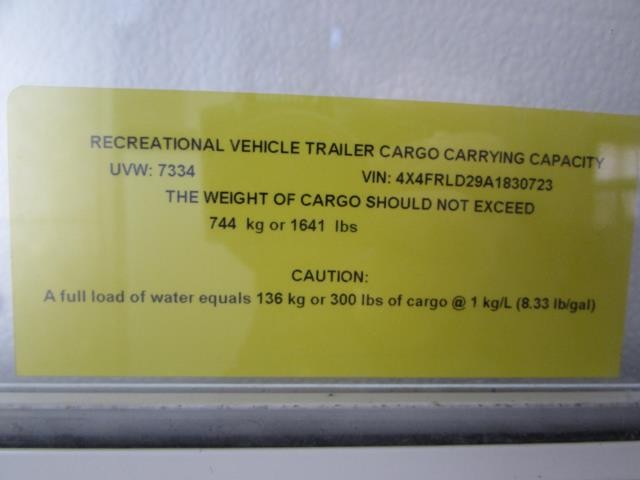 RECREATIONAL VEHICLE TRAILER CARGO CARRYING CAPACITY
UVW: 7334 VIN: 4X4FRLD29A1830723
THE WEIGHT OF CARGO SHOULD NOT EXCEED
744 kg or 1641 lbs
CAUTION:
A full load of water equals 136 kg or 300 lbs of cargo @ 1 kg/L (8.33 lb/gal)